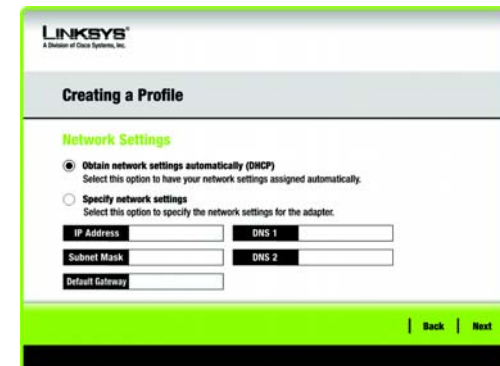 LINKSYS®
A Division of Cisco Systems, Inc.
Creating a Profile
Network Settings
Obtain network settings automatically (DHCP)
Select this option to have your network settings assigned automatically.
Specify network settings
Select this option to specify the network settings for the adapter.
IP Address DNS 1
Subnet Mask DNS 2
Default Gateway
Back Next